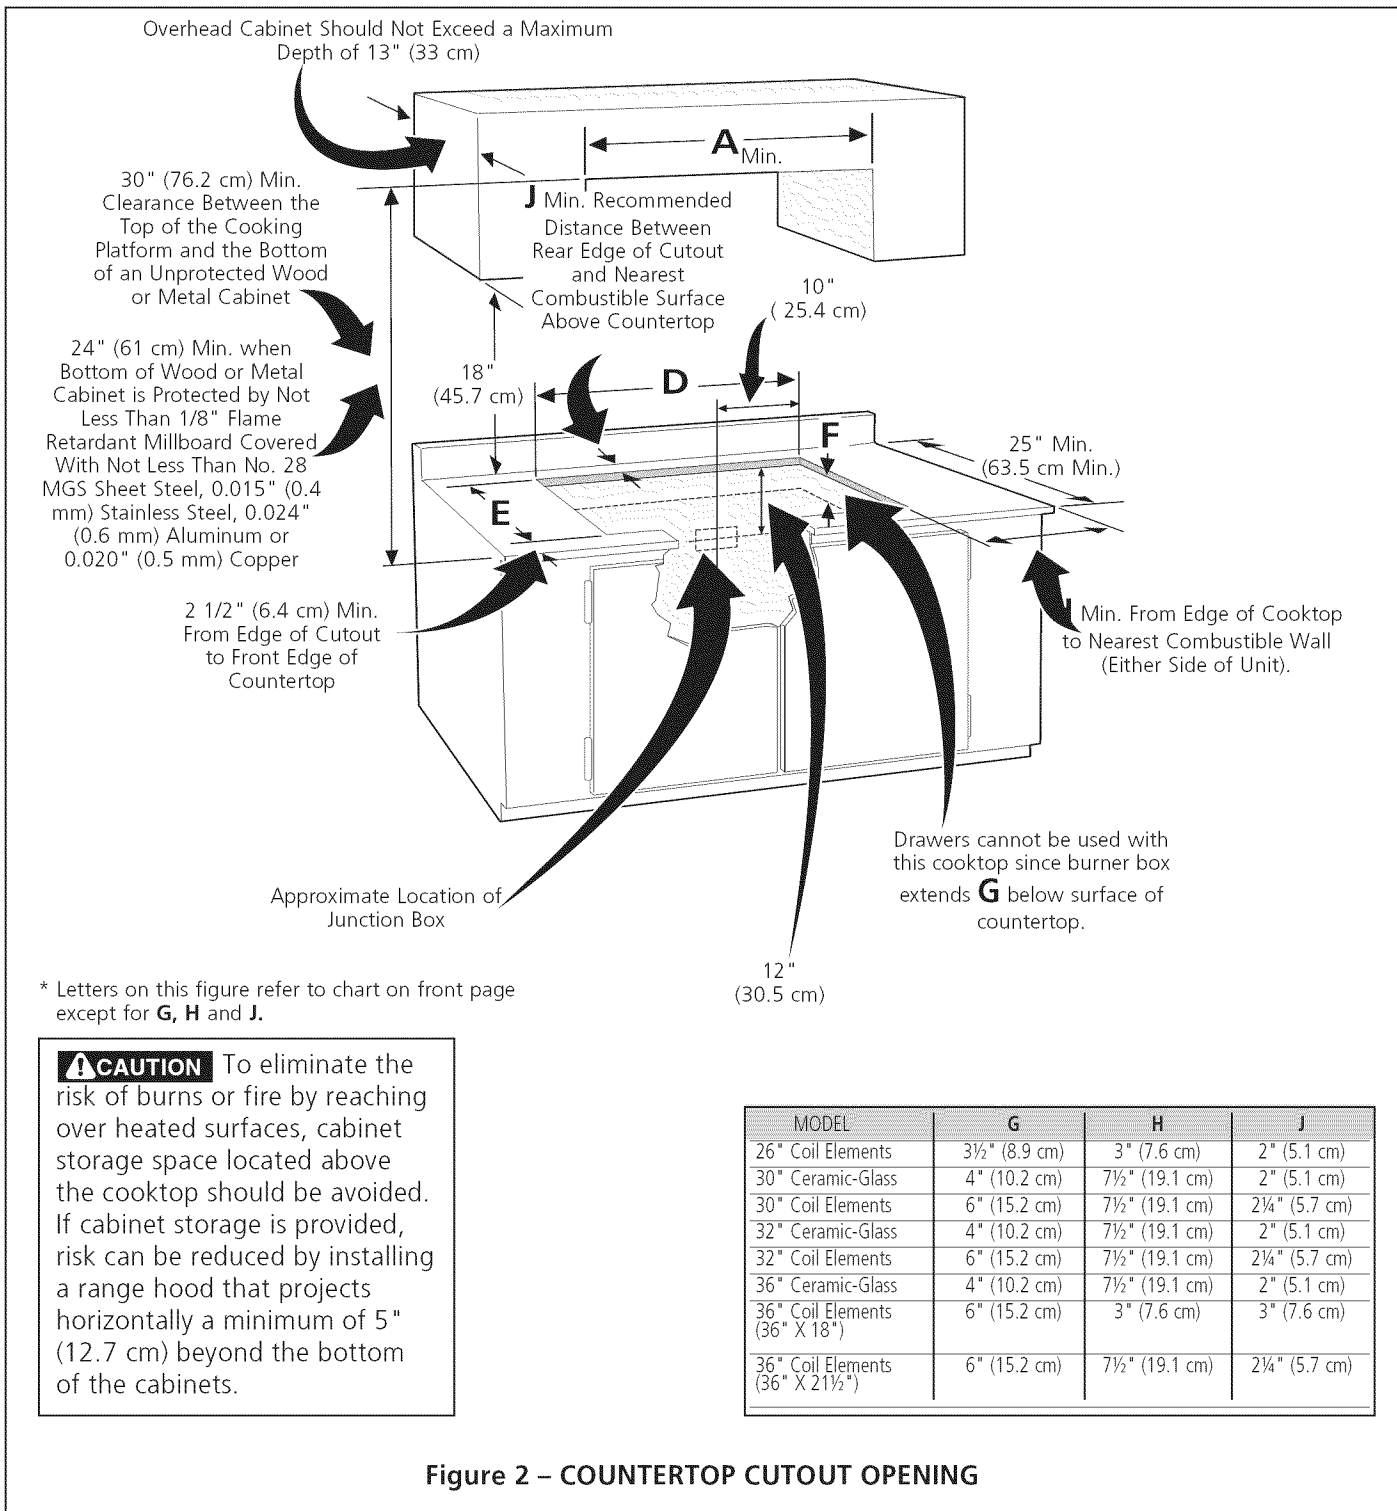 Overhead Cabinet Should Not Exceed a Maximum
Depth of 13" (33 cm)
A Min.
30" (76.2 cm) Min.
Clearance Between the
Top of the Cooking
Platform and the Bottom
of an Unprotected Wood
or Metal Cabinet
J Min. Recommended
Distance Between
Rear Edge of Cutout
and Nearest
Combustible Surface
Above Countertop
10"
( 25.4 cm)
24" (61 cm) Min. when
Bottom of Wood or Metal
Cabinet is Protected by Not
Less Than 1/8" Flame
Retardant Millboard Covered
With Not Less Than No. 28
MGS Sheet Steel, 0.015" (0.4
mm) Stainless Steel, 0.024"
(0.6 mm) Aluminum or
0.020" (0.5 mm) Copper
18"
(45.7 cm)
D
F
25" Min.
(63.5 cm Min.)
E
2 1/2" (6.4 cm) Min.
From Edge of Cutout
to Front Edge of
Countertop
Min. From Edge of Cooktop
to Nearest Combustible Wall
(Either Side of Unit).
Drawers cannot be used with
this cooktop since burner box
extends G below surface of
countertop.
Approximate Location of
Junction Box
12"
(30.5 cm)
* Letters on this figure refer to chart on front page
except for G, H and J.
CAUTION To eliminate the
risk of burns or fire by reaching
over heated surfaces, cabinet
storage space located above
the cooktop should be avoided.
If cabinet storage is provided,
risk can be reduced by installing
a range hood that projects
horizontally a minimum of 5"
(12.7 cm) beyond the bottom
of the cabinets.
MODEL G H J
26" Coil Elements 3½" (8.9 cm) 3" (7.6 cm) 2" (5.1 cm)
30" Ceramic-Glass 4" (10.2 cm) 7½" (19.1 cm) 2" (5.1 cm)
30" Coil Elements 6" (15.2 cm) 7½" (19.1 cm) 2¼" (5.7 cm)
32" Ceramic-Glass 4" (10.2 cm) 7½" (19.1 cm) 2" (5.1 cm)
32" Coil Elements 6" (15.2 cm) 7½" (19.1 cm) 2¼" (5.7 cm)
36" Ceramic-Glass 4" (10.2 cm) 7½" (19.1 cm) 2" (5.1 cm)
36" Coil Elements 6" (15.2 cm) 3" (7.6 cm) 3" (7.6 cm)
(36" X 18")
36" Coil Elements 6" (15.2 cm) 7½" (19.1 cm) 2¼" (5.7 cm)
(36" X 21½")
Figure 2 – COUNTERTOP CUTOUT OPENING